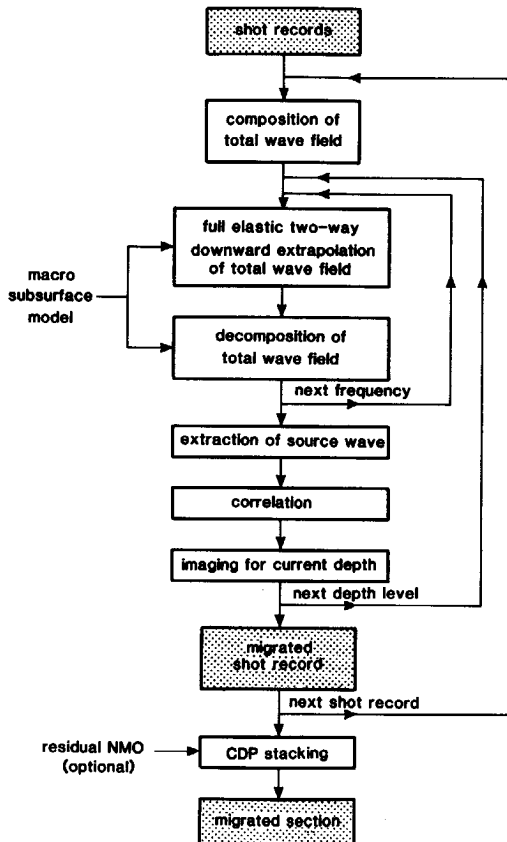 shot records
composition of
total wave field
full elastic two-way
downward extrapolation
of total wave field
macro
subsurface
model
decomposition of
total wave field
next frequency
extraction of source wave
correlation
imaging for current depth
next depth level
migrated
shot record
next shot record
residual NMO
(optional)
CDP stacking
migrated section